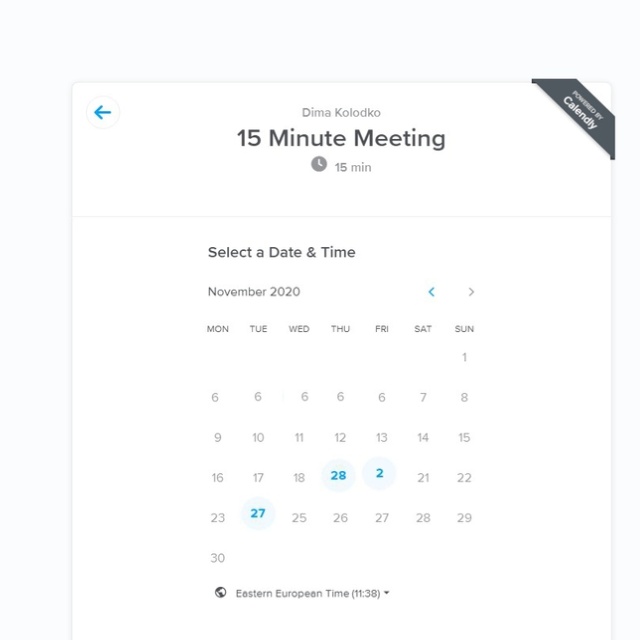 POWERED BY
Calendly
Dima Kolodko
15 Minute Meeting
15 min
Select a Date & Time
November 2020
MON TUE WED THU FRI SAT SUN
1
6 6 6 6 6 7 8
9 10 11 12 13 14 15
16 17 18 28 2 21 22
23 27 25 26 27 28 29
30
Eastern European Time (11:38)